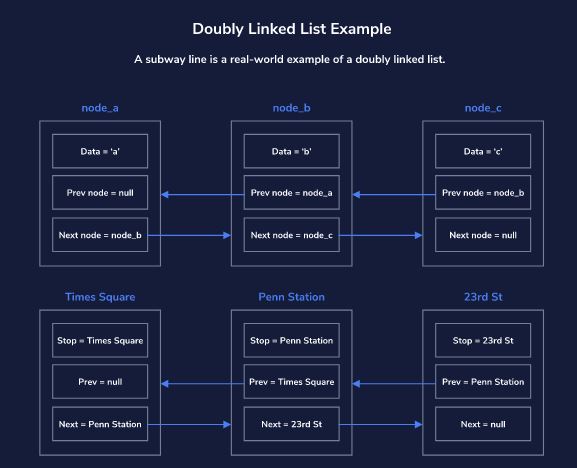 Doubly Linked List Example
A subway line is a real-world example of a doubly linked list.
node_a
node_b
node_c
Data = 'a'
Data = 'b'
Data = 'c'
Prev node = null
Prev node = node_a
Prev node = node_b
Next node = node_b
Next node = node_c
Next node = null
Times Square
Penn Station
23rd St
Stop = Times Square
Stop = Penn Station
Stop = 23rd St
Prev = null
Prev = Times Square
Prev = Penn Station
Next = Penn Station
Next = 23rd St
Next = null